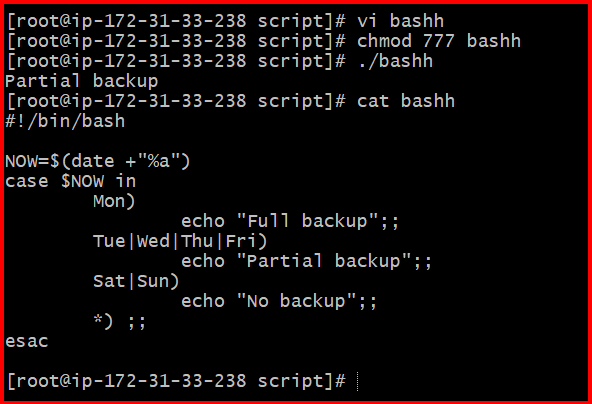 [root@ip-172-31-33-238 script]# vi bashh
[root@ip-172-31-33-238 script]# chmod 777 bashh
[root@ip-172-31-33-238 script]# ./bashh
Partial backup
[root@ip-172-31-33-238 script]# cat bashh
#!/bin/bash

NOW=$(date +"%a")
case $NOW in
        Mon)
                echo "Full backup";;
        Tue|Wed|Thu|Fri)
                echo "Partial backup";;
        Sat|Sun)
                echo "No backup";;
        *) ;;
esac

[root@ip-172-31-33-238 script]#